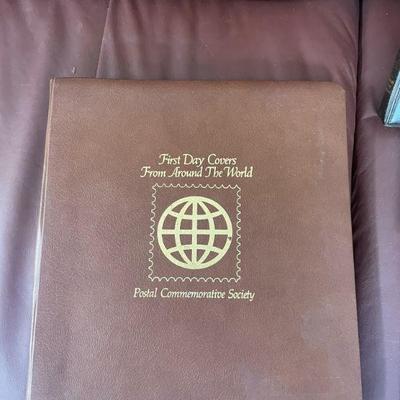 First Day Covers
From Around The World
Postal Commemorative Society